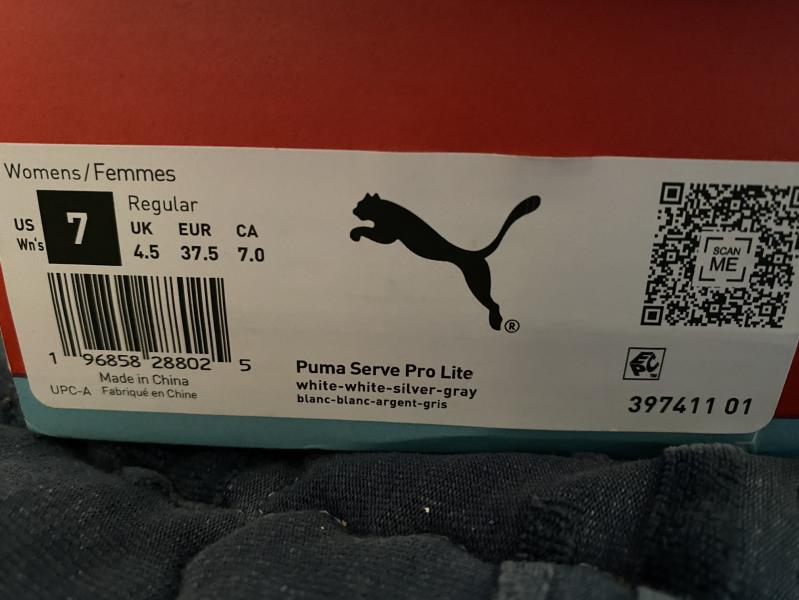 Womens/Femmes
US
Wn's
7
Regular
UK EUR CA
4.5 37.5 7.0
1 96858 28802 5
Made in China
UPC-A Fabriqué en Chine
®
Puma Serve Pro Lite
white-white-silver-gray
blanc-blanc-argent-gris
SCAN
ME
397411 01